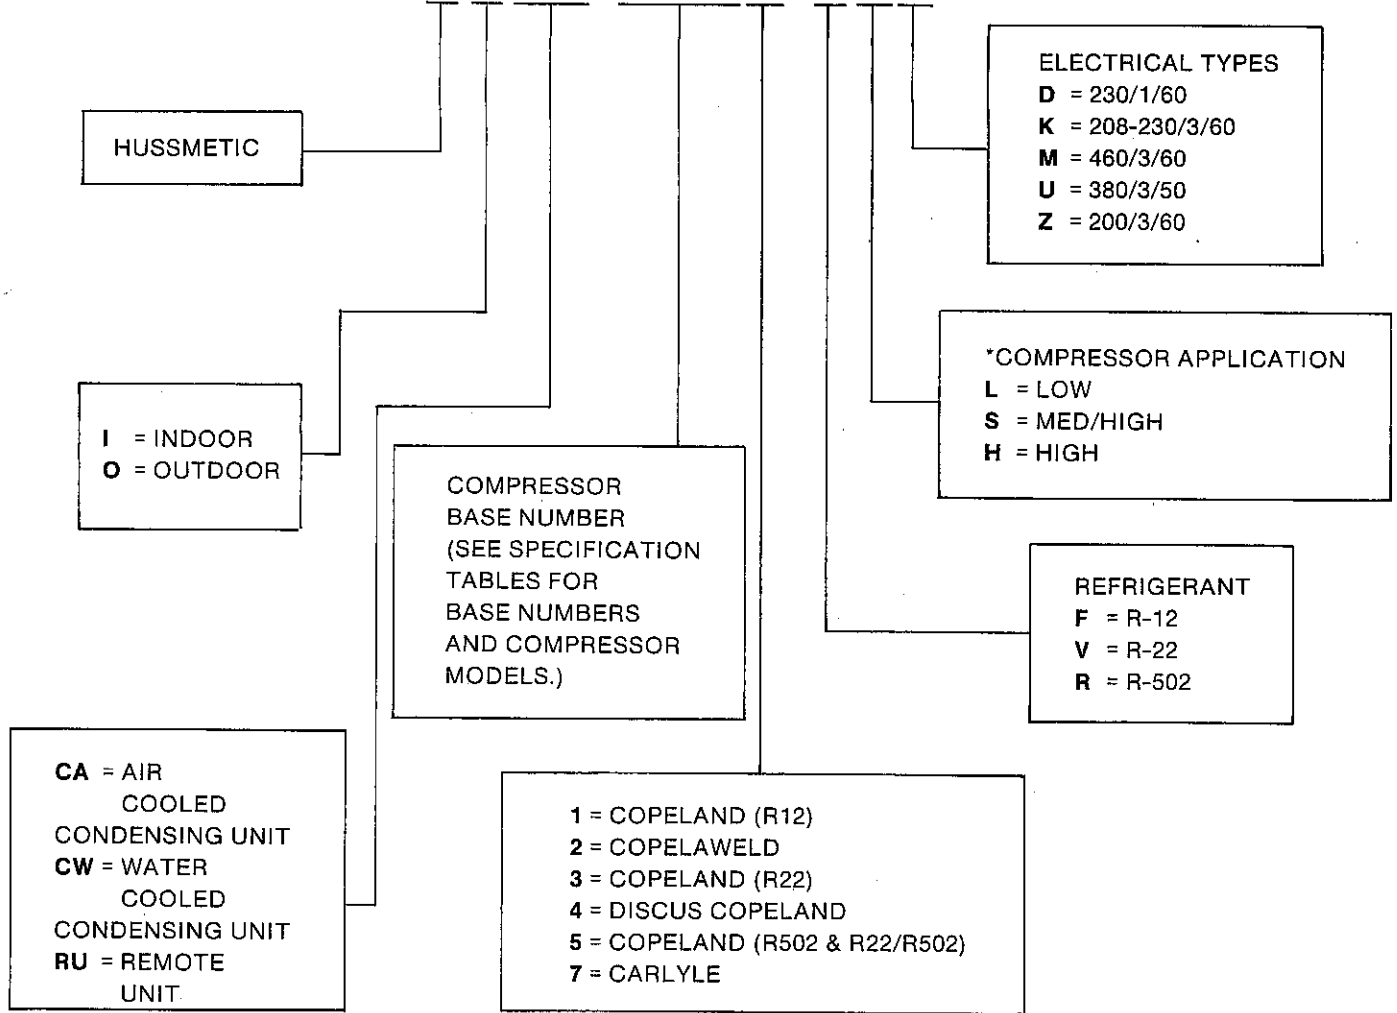 HUSSMETIC
ELECTRICAL TYPES
D = 230/1/60
K = 208-230/3/60
M = 460/3/60
U = 380/3/50
Z = 200/3/60
*COMPRESSOR APPLICATION
L = LOW
S = MED/HIGH
H = HIGH
I = INDOOR
O = OUTDOOR
COMPRESSOR
BASE NUMBER
(SEE SPECIFICATION
TABLES FOR
BASE NUMBERS
AND COMPRESSOR
MODELS.)
REFRIGERANT
F = R-12
V = R-22
R = R-502
CA = AIR
COOLED
CONDENSING UNIT
CW = WATER
COOLED
CONDENSING UNIT
RU = REMOTE
UNIT
1 = COPELAND (R12)
2 = COPELAWELD
3 = COPELAND (R22)
4 = DISCUS COPELAND
5 = COPELAND (R502 & R22/R502)
7 = CARLYLE